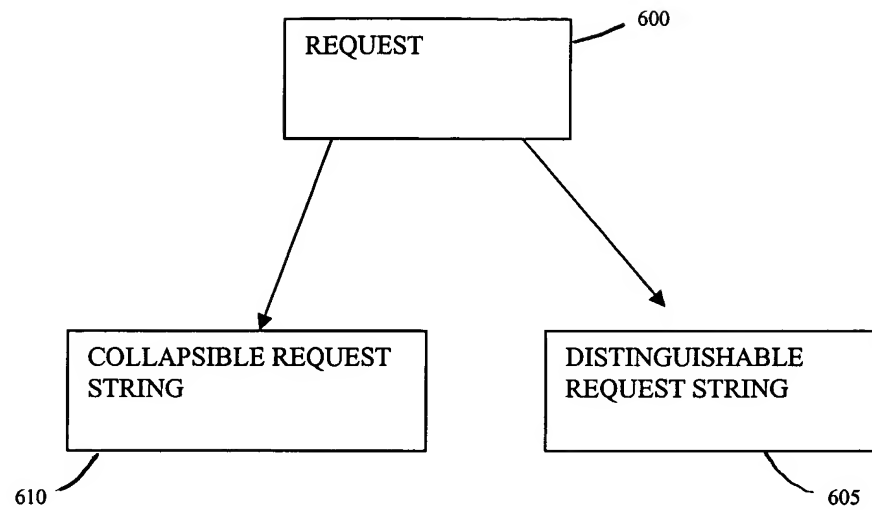 600
REQUEST
COLLAPSIBLE REQUEST
STRING
DISTINGUISHABLE
REQUEST STRING
610
605